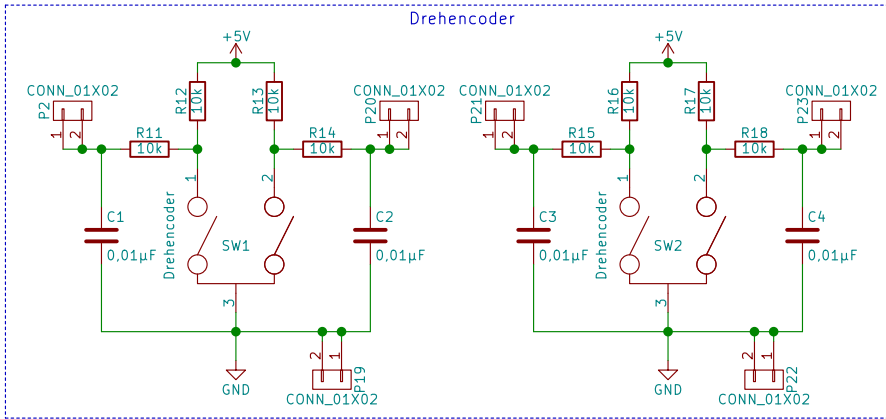 Drehencoder
+5V
+5V
CONN_01X02
P2
1
2
R12
10k
R13
10k
CONN_01X02
P20
1
2
CONN_01X02
P21
1
2
R16
10k
R17
10k
CONN_01X02
P23
1
2
R11
10k
R14
10k
R15
10k
R18
10k
1
2
1
2
C1
0,01µF
Drehencoder
SW1
C2
0,01µF
C3
0,01µF
Drehencoder
SW2
C4
0,01µF
3
3
2
1
P19
GND
CONN_01X02
2
1
P22
GND
CONN_01X02